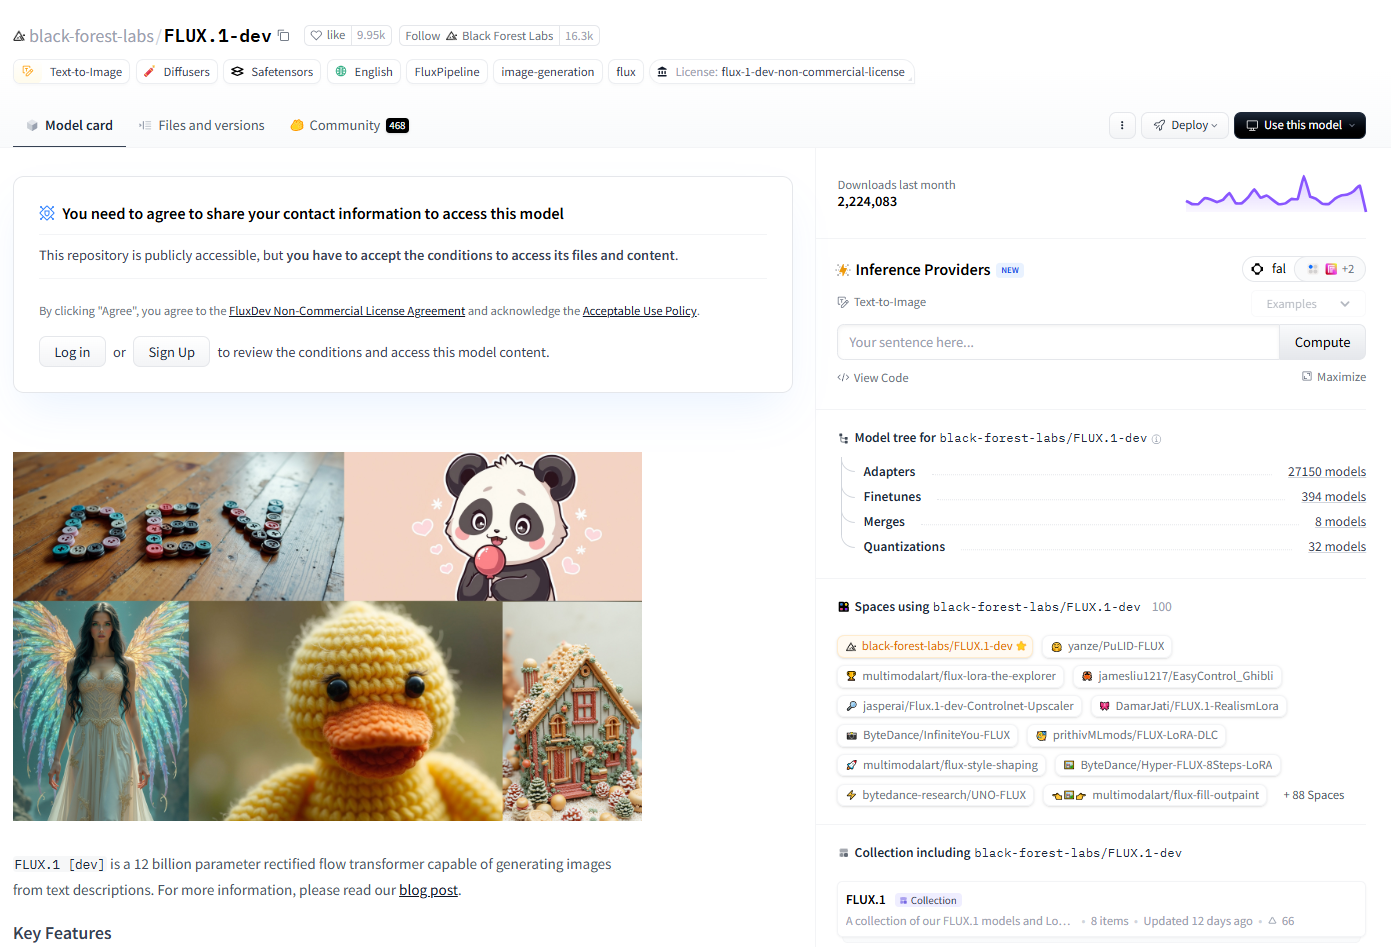 black-forest-labs/FLUX.1-dev like 9.95k Follow Black Forest Labs 16.3k
Text-to-Image Diffusers Safetensors English FluxPipeline image-generation flux License: flux-1-dev-non-commercial-license
Model card Files and versions Community 468 Deploy Use this model
You need to agree to share your contact information to access this model
This repository is publicly accessible, but you have to accept the conditions to access its files and content.
By clicking "Agree", you agree to the FluxDev Non-Commercial License Agreement and acknowledge the Acceptable Use Policy.
Log in or Sign Up to review the conditions and access this model content.
DEV
FLUX.1 [dev] is a 12 billion parameter rectified flow transformer capable of generating images
from text descriptions. For more information, please read our blog post.
Key Features
Downloads last month
2,224,083
Inference Providers NEW fal +2
Text-to-Image Examples
Your sentence here... Compute
</> View Code Maximize
Model tree for black-forest-labs/FLUX.1-dev
Adapters 27150 models
Finetunes 394 models
Merges 8 models
Quantizations 32 models
Spaces using black-forest-labs/FLUX.1-dev 100
black-forest-labs/FLUX.1-dev yanze/PuLID-FLUX
multimodalart/flux-lora-the-explorer jamesliu1217/EasyControl_Ghibli
jasperai/Flux.1-dev-Controlnet-Upscaler DamarJati/FLUX.1-RealismLora
ByteDance/InfiniteYou-FLUX prithivMLmods/FLUX-LoRA-DLC
multimodalart/flux-style-shaping ByteDance/Hyper-FLUX-8Steps-LoRA
bytedance-research/UNO-FLUX multimodalart/flux-fill-outpaint + 88 Spaces
Collection including black-forest-labs/FLUX.1-dev
FLUX.1 Collection
A collection of our FLUX.1 models and Lo... • 8 items • Updated 12 days ago • 66